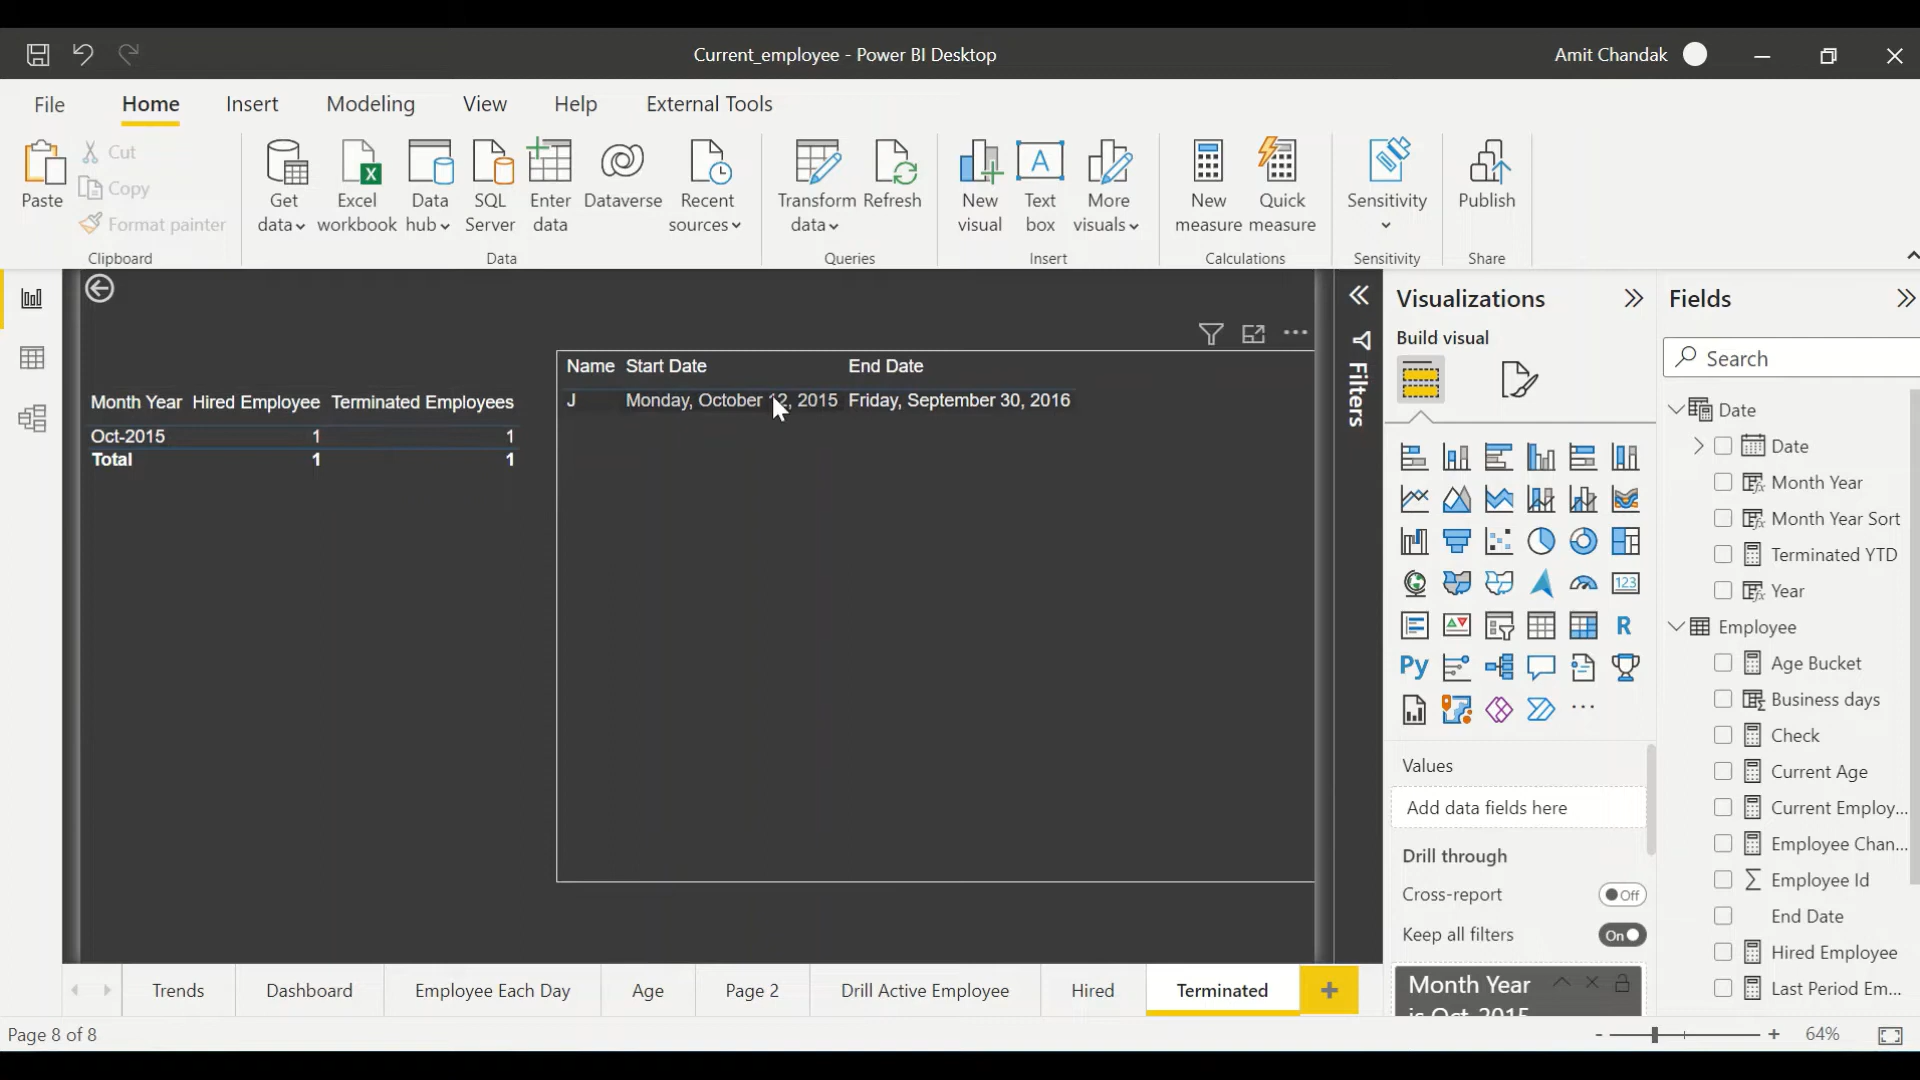 Current_employee - Power BI Desktop
Amit Chandak
File Home Insert Modeling View Help External Tools
Paste
Cut
Copy
Format painter
Clipboard
Get data
Excel workbook
Data hub
SQL Server
Enter data
Dataverse
Recent sources
Data
Transform data
Refresh
Queries
New visual
Text box
More visuals
Insert
New measure
Quick measure
Calculations
Sensitivity
Sensitivity
Publish
Share
Month Year Hired Employee Terminated Employees
Oct-2015 1 1
Total 1 1
Name Start Date End Date
J Monday, October 12, 2015 Friday, September 30, 2016
Filters
Visualizations
Build visual
123
R
Py
Values
Add data fields here
Drill through
Cross-report Off
Keep all filters On
Month Year
is Oct-2015
Fields
Search
Date
Date
Month Year
Month Year Sort
Terminated YTD
Year
Employee
Age Bucket
Business days
Check
Current Age
Current Employ...
Employee Chan...
Employee Id
End Date
Hired Employee
Last Period Em...
Trends Dashboard Employee Each Day Age Page 2 Drill Active Employee Hired Terminated +
Page 8 of 8
- + 64%